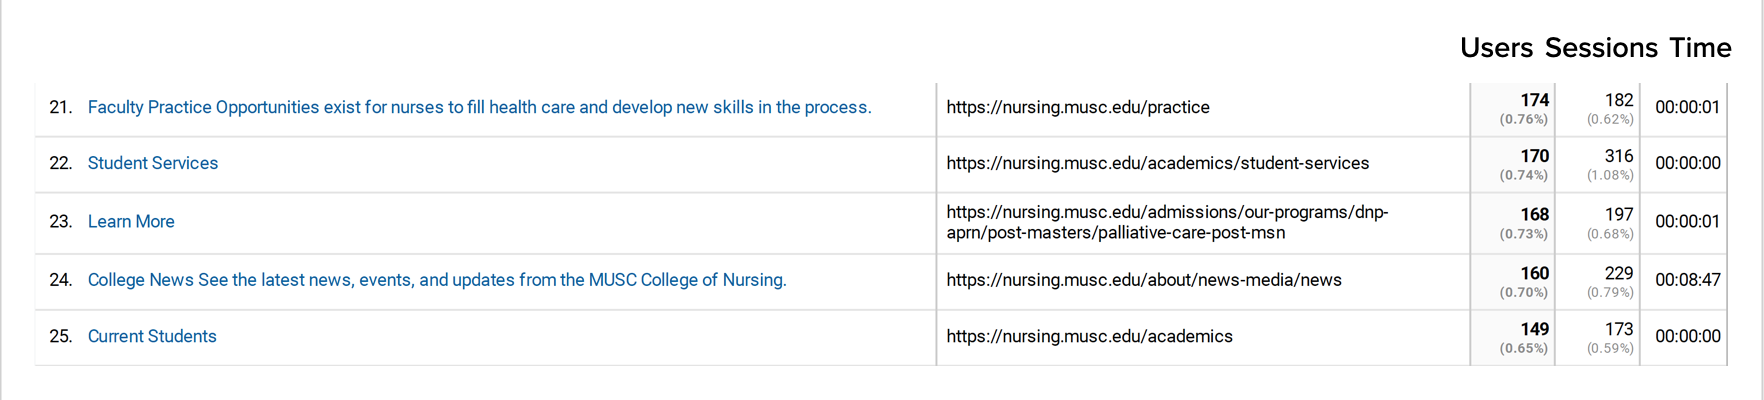 Users Sessions Time
21. Faculty Practice Opportunities exist for nurses to fill health care and develop new skills in the process. https://nursing.musc.edu/practice 174 182 00:00:01
(0.76%) (0.62%)
22. Student Services https://nursing.musc.edu/academics/student-services 170 316 00:00:00
(0.74%) (1.08%)
23. Learn More https://nursing.musc.edu/admissions/our-programs/dnp- 168 197 00:00:01
aprn/post-masters/palliative-care-post-msn (0.73%) (0.68%)
24. College News See the latest news, events, and updates from the MUSC College of Nursing. https://nursing.musc.edu/about/news-media/news 160 229 00:08:47
(0.70%) (0.79%)
25. Current Students https://nursing.musc.edu/academics 149 173 00:00:00
(0.65%) (0.59%)